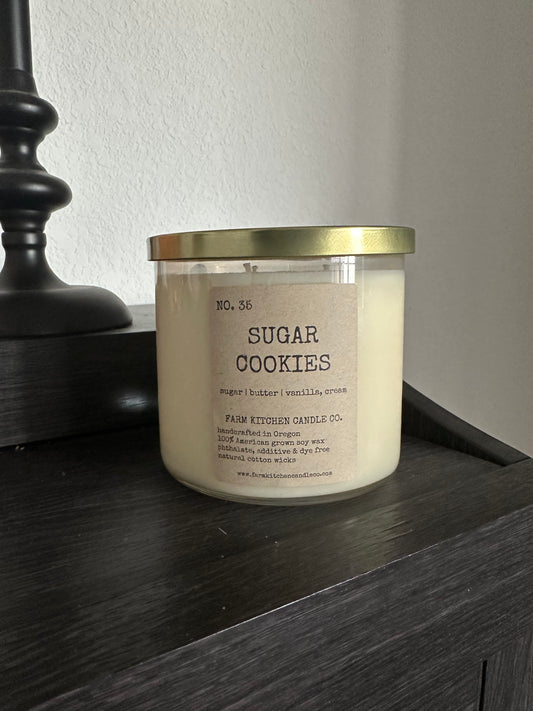 NO. 35
SUGAR
COOKIES
sugar | butter | vanilla, cream
FARM KITCHEN CANDLE CO.
handcrafted in Oregon
100% American grown soy wax
phthalate, additive & dye free
natural cotton wicks
www.farmkitchencandleco.com